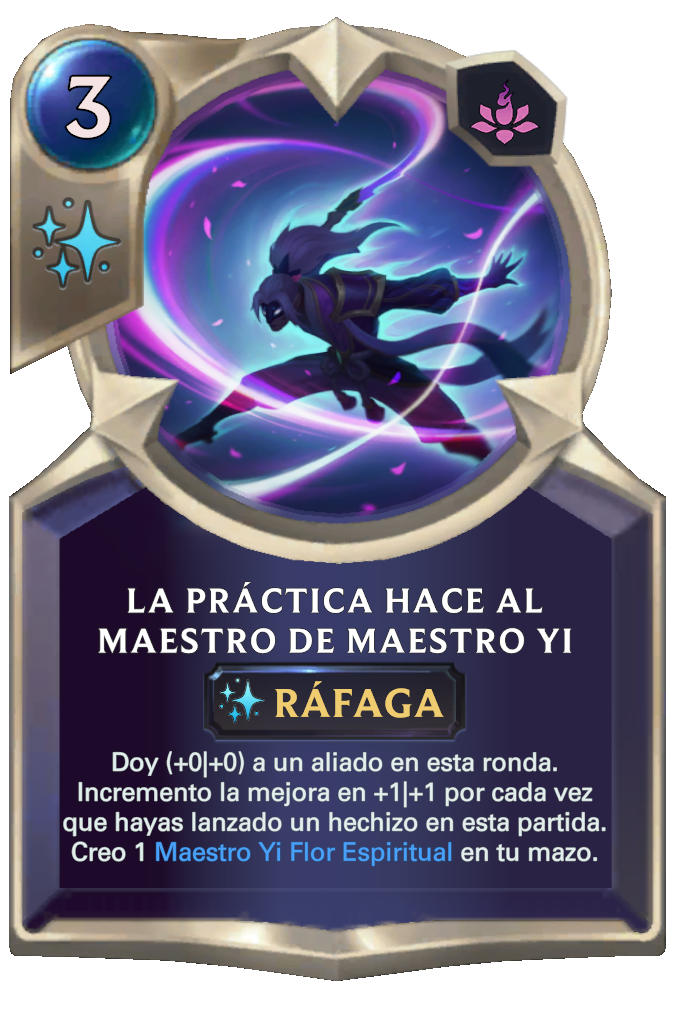 3
LA PRÁCTICA HACE AL
MAESTRO DE MAESTRO YI
RÁFAGA
Doy (+0|+0) a un aliado en esta ronda.
Incremento la mejora en +1|+1 por cada vez
que hayas lanzado un hechizo en esta partida.
Creo 1 Maestro Yi Flor Espiritual en tu mazo.